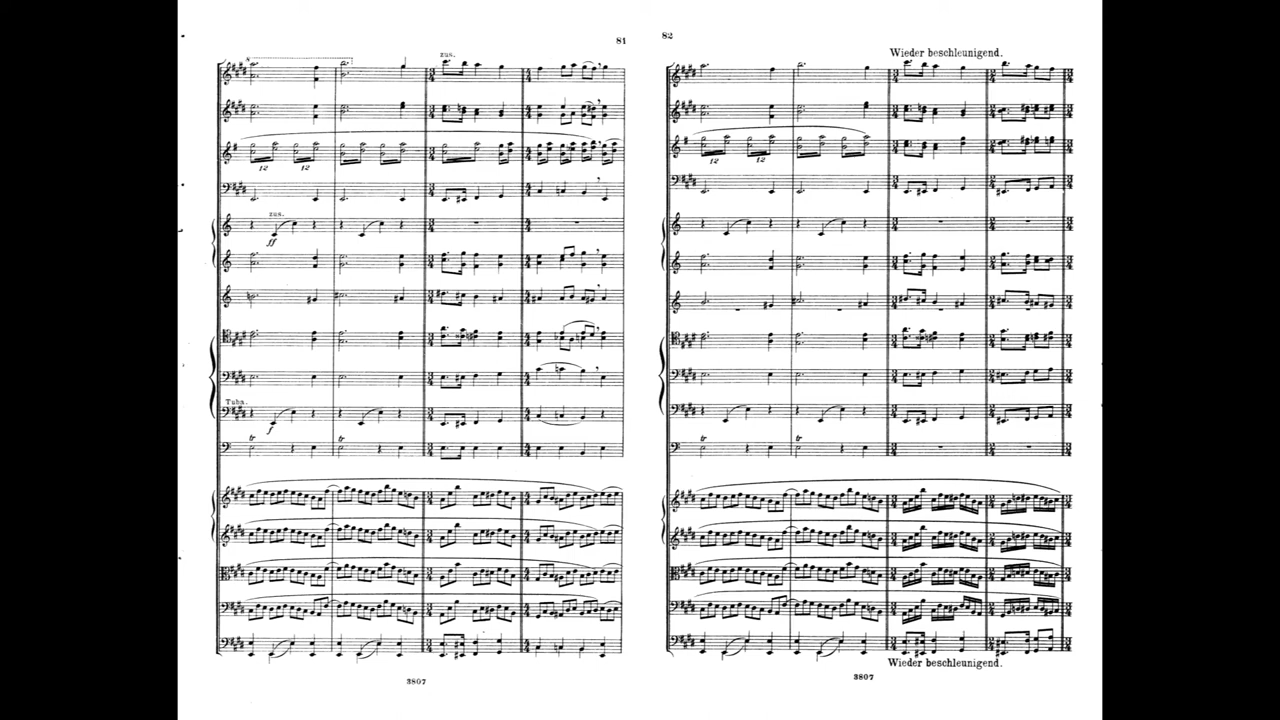 81
8
zus.
12
12
zus.
ff
Tuba.
f
tr
tr
3807
82
Wieder beschleunigend.
12
12
tr
tr
Wieder beschleunigend.
3807